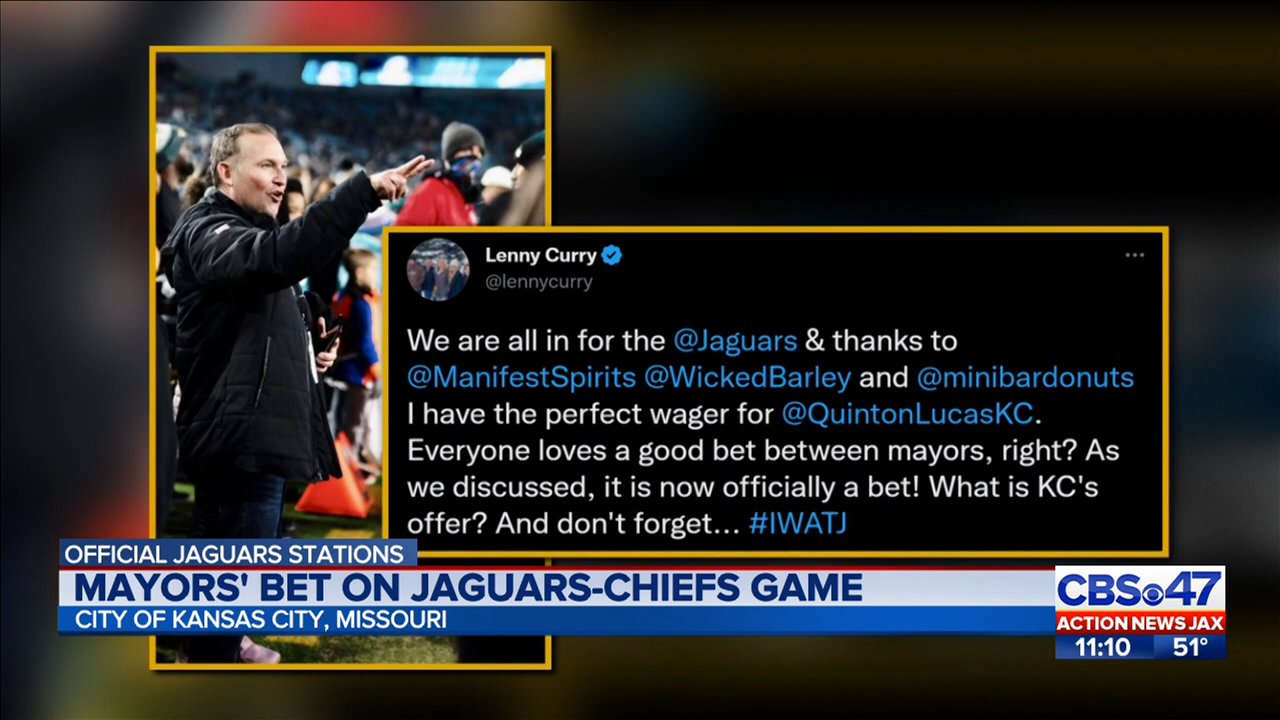 Lenny Curry
@lennycurry
We are all in for the @Jaguars & thanks to
@ManifestSpirits @WickedBarley and @minibardonuts
I have the perfect wager for @QuintonLucasKC.
Everyone loves a good bet between mayors, right? As
we discussed, it is now officially a bet! What is KC's
offer? And don't forget... #IWATJ
OFFICIAL JAGUARS STATIONS
MAYORS' BET ON JAGUARS-CHIEFS GAME
CITY OF KANSAS CITY, MISSOURI
CBS 47
ACTION NEWS JAX
11:10 51°